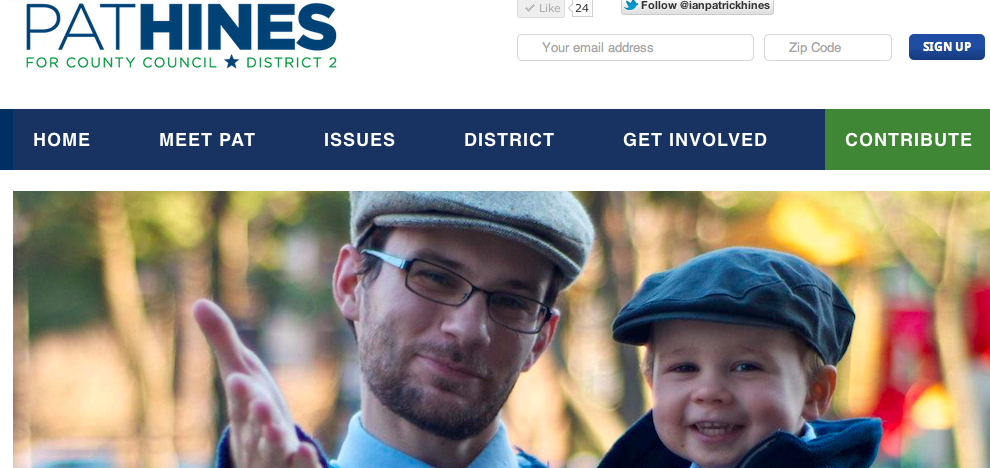 PATHINES
FOR COUNTY COUNCIL ★ DISTRICT 2
Like 24
Follow @ianpatrickhines
Your email address
Zip Code
SIGN UP
HOME
MEET PAT
ISSUES
DISTRICT
GET INVOLVED
CONTRIBUTE